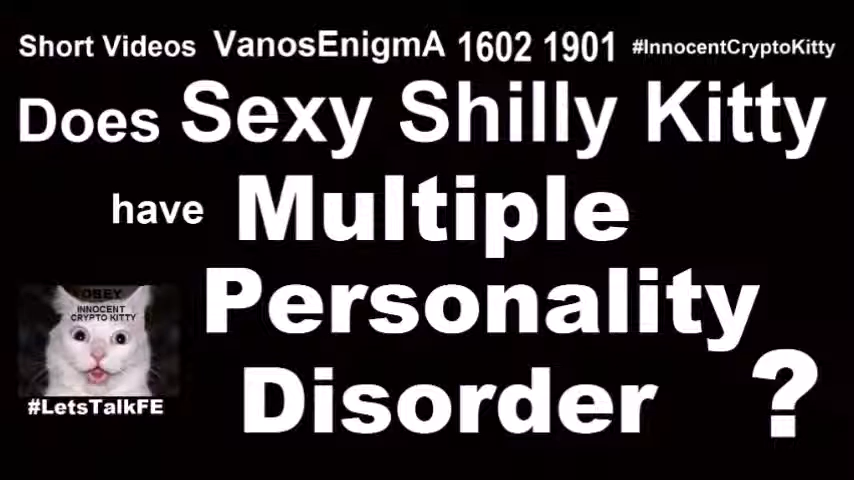 Short Videos VanosEnigmA 1602 1901 #InnocentCryptoKitty
Does Sexy Shilly Kitty
have Multiple
Personality
Disorder ?
OBEY
INNOCENT
CRYPTO KITTY
#LetsTalkFE